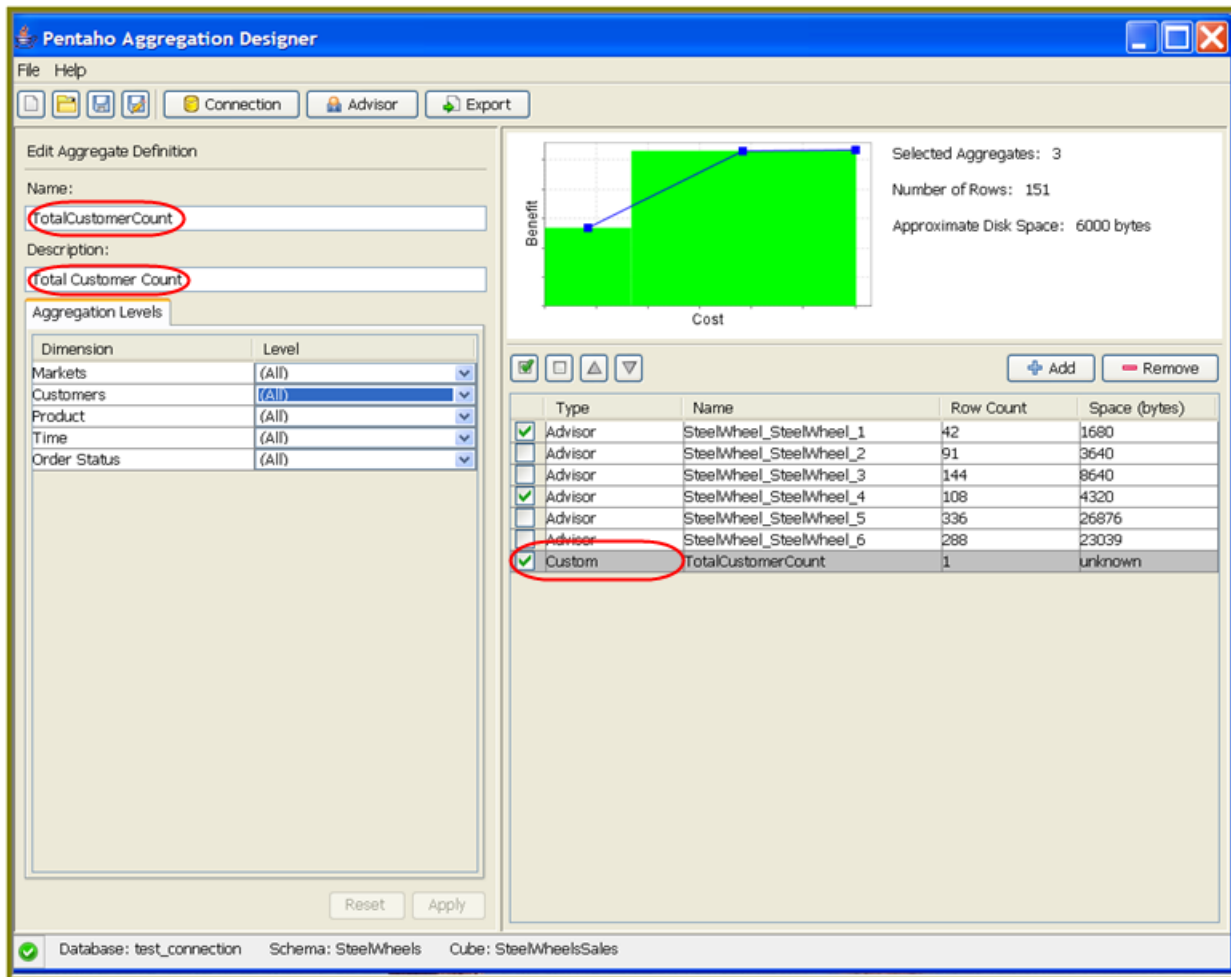 Pentaho Aggregation Designer
File Help
Connection Advisor Export
Edit Aggregate Definition
Name:
TotalCustomerCount
Description:
Total Customer Count
Aggregation Levels
Dimension Level
Markets (All)
Customers (All)
Product (All)
Time (All)
Order Status (All)
Reset Apply
Benefit
Cost
Selected Aggregates: 3
Number of Rows: 151
Approximate Disk Space: 6000 bytes
Add Remove
Type Name Row Count Space (bytes)
Advisor SteelWheel_SteelWheel_1 42 1680
Advisor SteelWheel_SteelWheel_2 91 3640
Advisor SteelWheel_SteelWheel_3 144 8640
Advisor SteelWheel_SteelWheel_4 108 4320
Advisor SteelWheel_SteelWheel_5 336 26876
Advisor SteelWheel_SteelWheel_6 288 23039
Custom TotalCustomerCount 1 unknown
Database: test_connection Schema: SteelWheels Cube: SteelWheelsSales